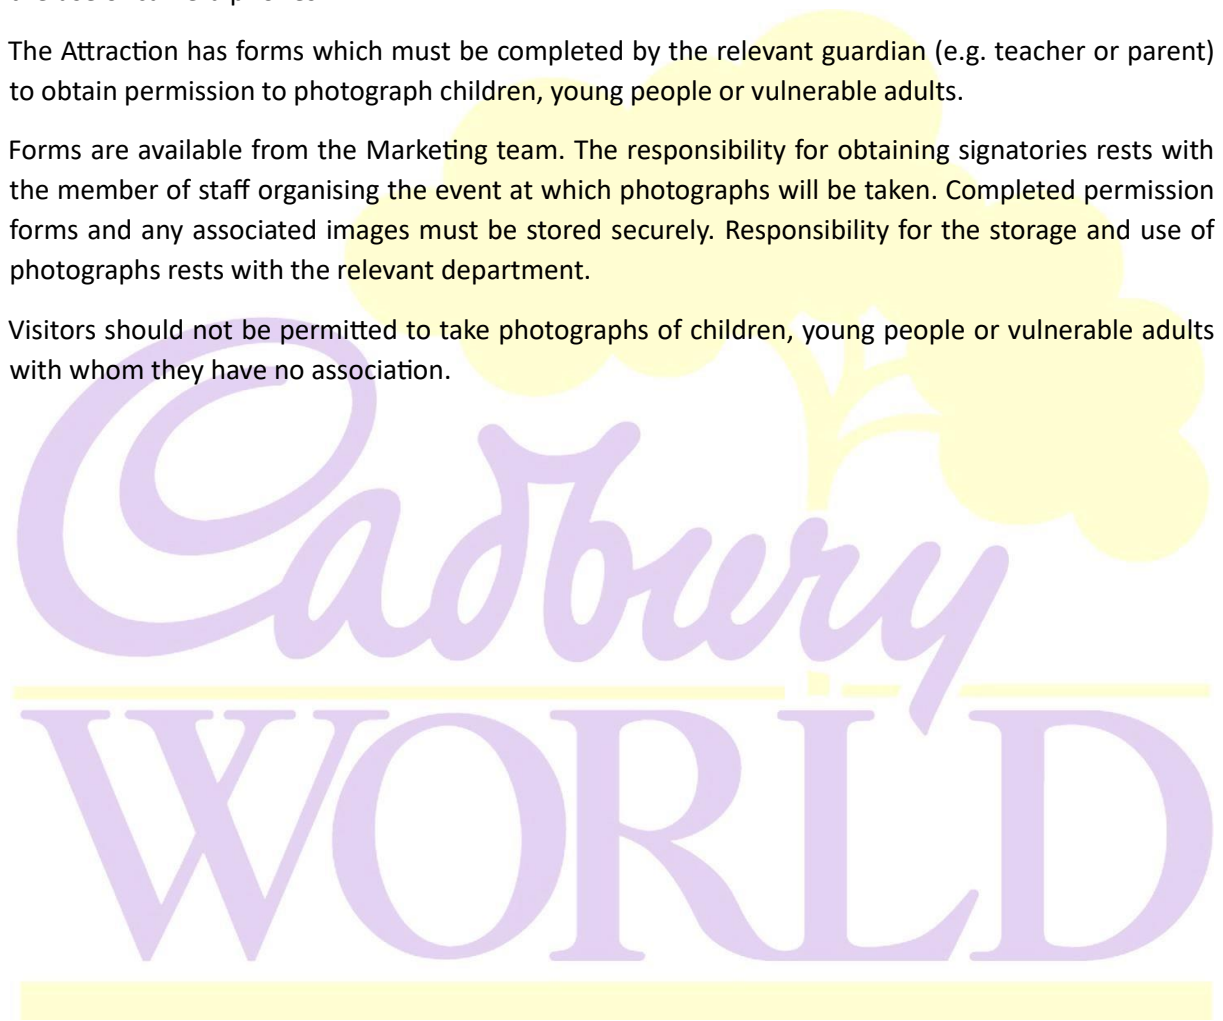 The Attraction has forms which must be completed by the relevant guardian (e.g. teacher or parent)
to obtain permission to photograph children, young people or vulnerable adults.
Forms are available from the Marketing team. The responsibility for obtaining signatories rests with
the member of staff organising the event at which photographs will be taken. Completed permission
forms and any associated images must be stored securely. Responsibility for the storage and use of
photographs rests with the relevant department.
Visitors should not be permitted to take photographs of children, young people or vulnerable adults
with whom they have no association.
Cadbury
WORLD